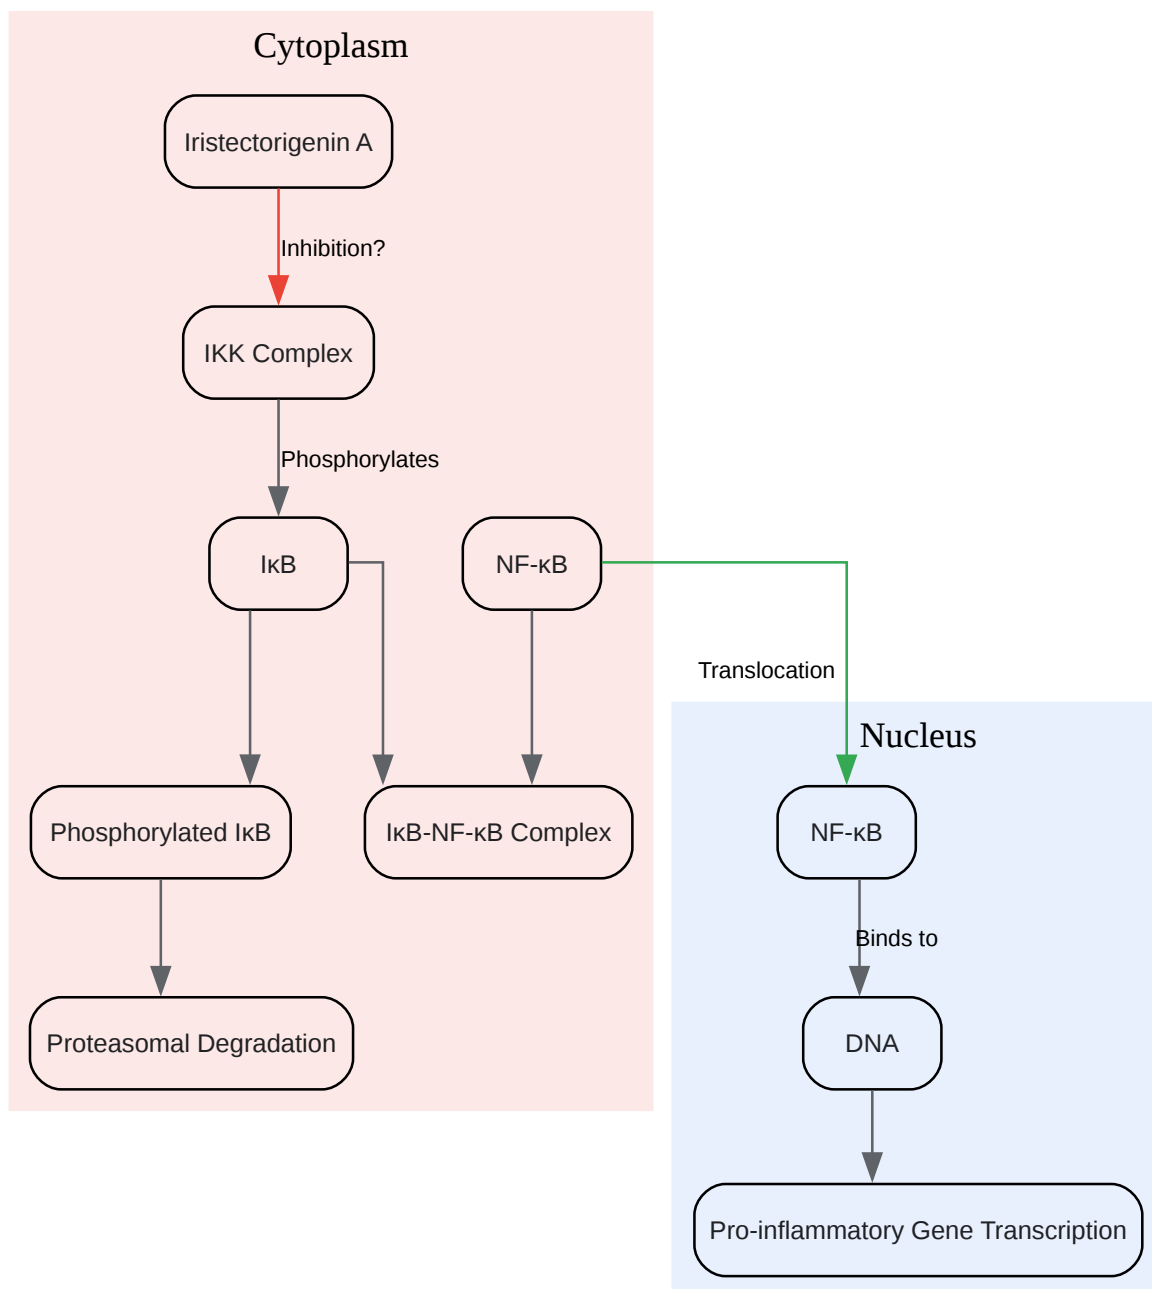 Cytoplasm
Iristectorigenin A
Inhibition?
IKK Complex
Phosphorylates
IκB
NF-κB
Translocation
Nucleus
Phosphorylated IκB
IκB-NF-κB Complex
NF-κB
Binds to
Proteasomal Degradation
DNA
Pro-inflammatory Gene Transcription